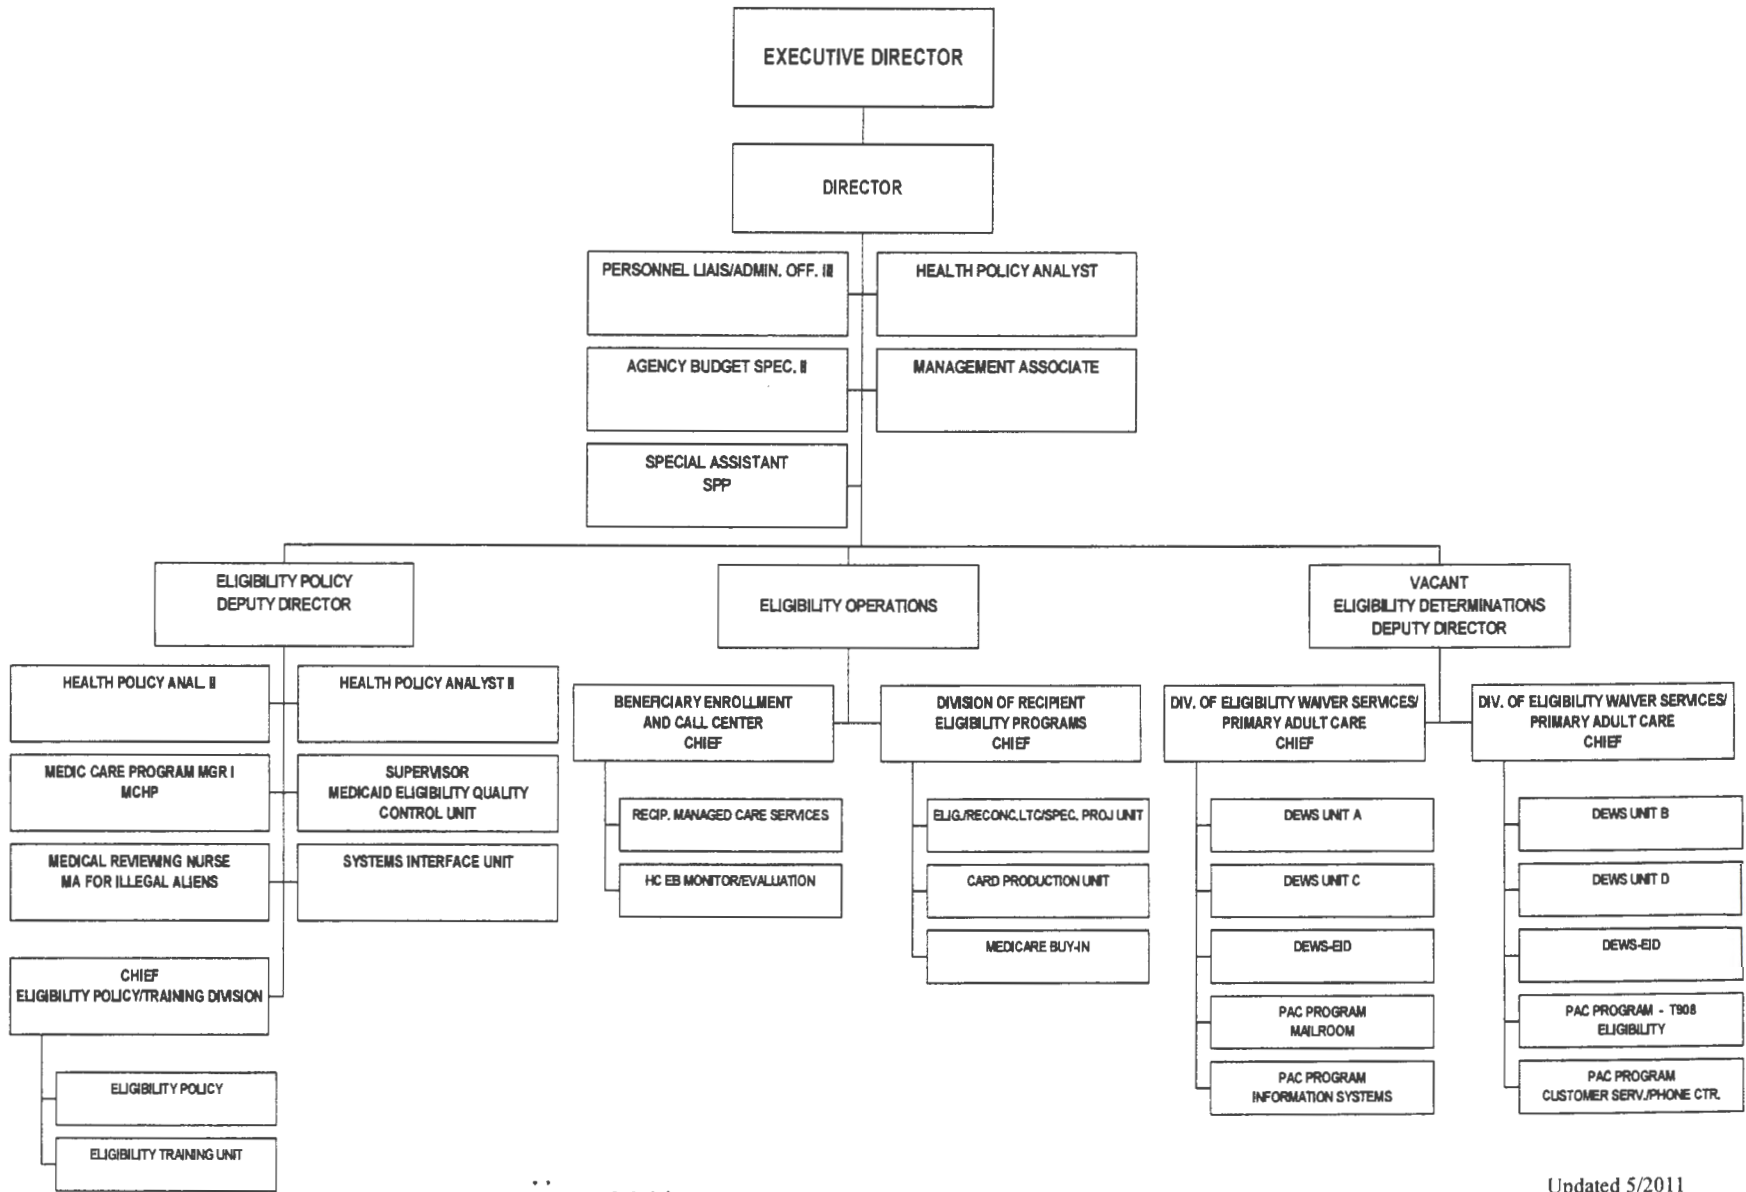 EXECUTIVE DIRECTOR
DIRECTOR
PERSONNEL LIAIS/ADMIN. OFF. III
HEALTH POLICY ANALYST
AGENCY BUDGET SPEC. II
MANAGEMENT ASSOCIATE
SPECIAL ASSISTANT
SPP
ELIGIBILITY POLICY
DEPUTY DIRECTOR
ELIGIBILITY OPERATIONS
VACANT
ELIGIBILITY DETERMINATIONS
DEPUTY DIRECTOR
HEALTH POLICY ANAL. II
HEALTH POLICY ANALYST II
MEDIC CARE PROGRAM MGR I
MCHP
SUPERVISOR
MEDICAID ELIGIBILITY QUALITY
CONTROL UNIT
MEDICAL REVIEWING NURSE
MA FOR ILLEGAL ALIENS
SYSTEMS INTERFACE UNIT
CHIEF
ELIGIBILITY POLICY/TRAINING DIVISION
ELIGIBILITY POLICY
ELIGIBILITY TRAINING UNIT
BENEFICIARY ENROLLMENT
AND CALL CENTER
CHIEF
RECIP. MANAGED CARE SERVICES
HC EB MONITOR/EVALUATION
DIVISION OF RECIPIENT
ELIGIBILITY PROGRAMS
CHIEF
ELIG./RECONC.LTC/SPEC. PROJ UNIT
CARD PRODUCTION UNIT
MEDICARE BUY-IN
DIV. OF ELIGIBILITY WAIVER SERVICES/
PRIMARY ADULT CARE
CHIEF
DEWS UNIT A
DEWS UNIT C
DEWS-EID
PAC PROGRAM
MAILROOM
PAC PROGRAM
INFORMATION SYSTEMS
DIV. OF ELIGIBILITY WAIVER SERVICES/
PRIMARY ADULT CARE
CHIEF
DEWS UNIT B
DEWS UNIT D
DEWS-EID
PAC PROGRAM - T908
ELIGIBILITY
PAC PROGRAM
CUSTOMER SERV./PHONE CTR.
Updated 5/2011